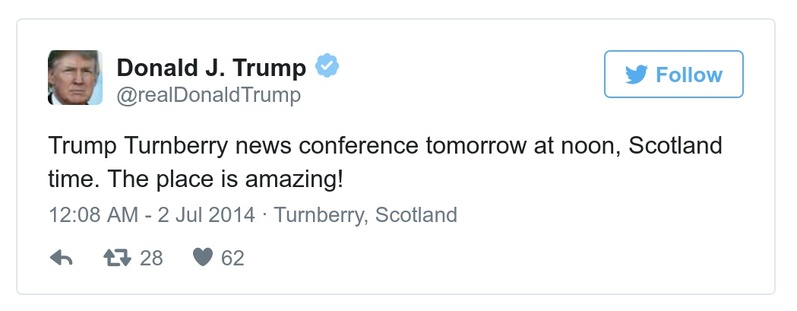 Donald J. Trump
@realDonaldTrump
Follow
Trump Turnberry news conference tomorrow at noon, Scotland
time. The place is amazing!
12:08 AM - 2 Jul 2014 · Turnberry, Scotland
28 62